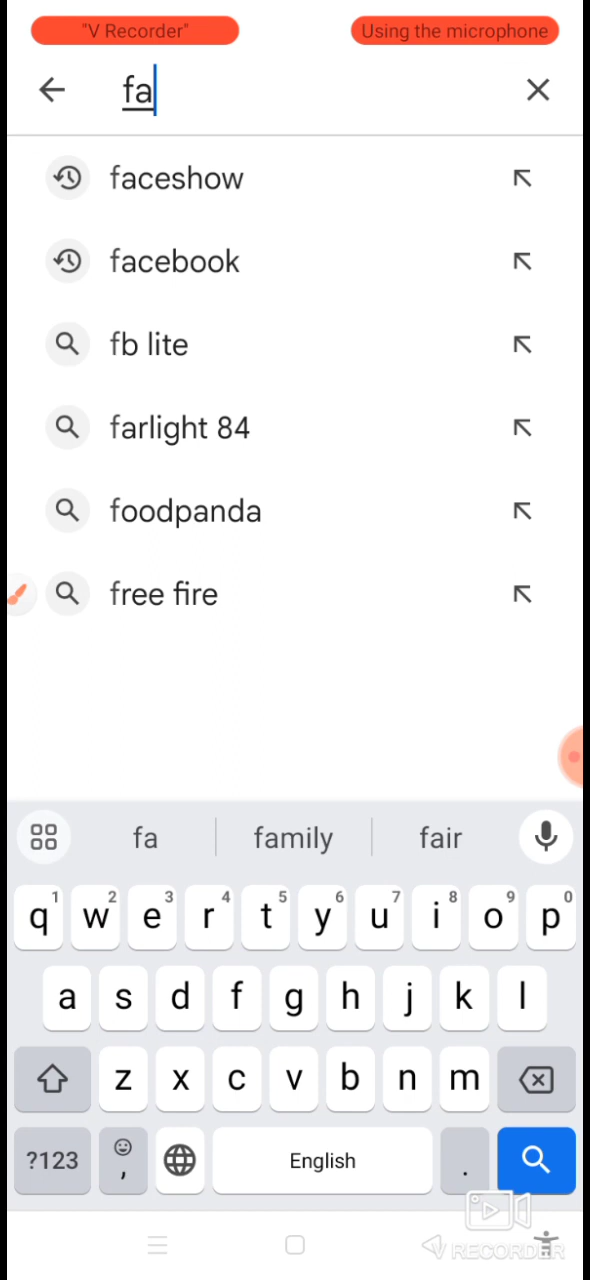 "V Recorder" Using the microphone
fa
faceshow
facebook
fb lite
farlight 84
foodpanda
free fire
fa family fair
q1 w2 e3 r4 t5 y6 u7 i8 o9 p0
a s d f g h j k l
z x c v b n m
?123 , English .
V RECORDER